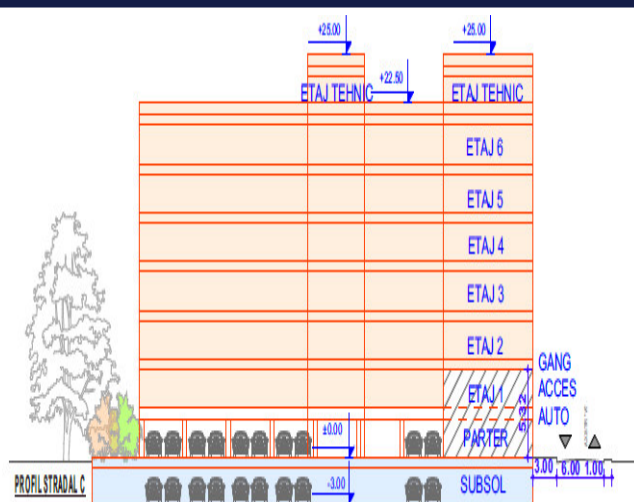 +25.00
+25.00
+22.50
ETAJ TEHNIC
ETAJ TEHNIC
ETAJ 6
ETAJ 5
ETAJ 4
ETAJ 3
ETAJ 2
GANG
ACCES
AUTO
ETAJ 1
5.32
±0.00
PARTER
3.00 6.00 1.00
PROFIL STRADAL C
-3.00
SUBSOL